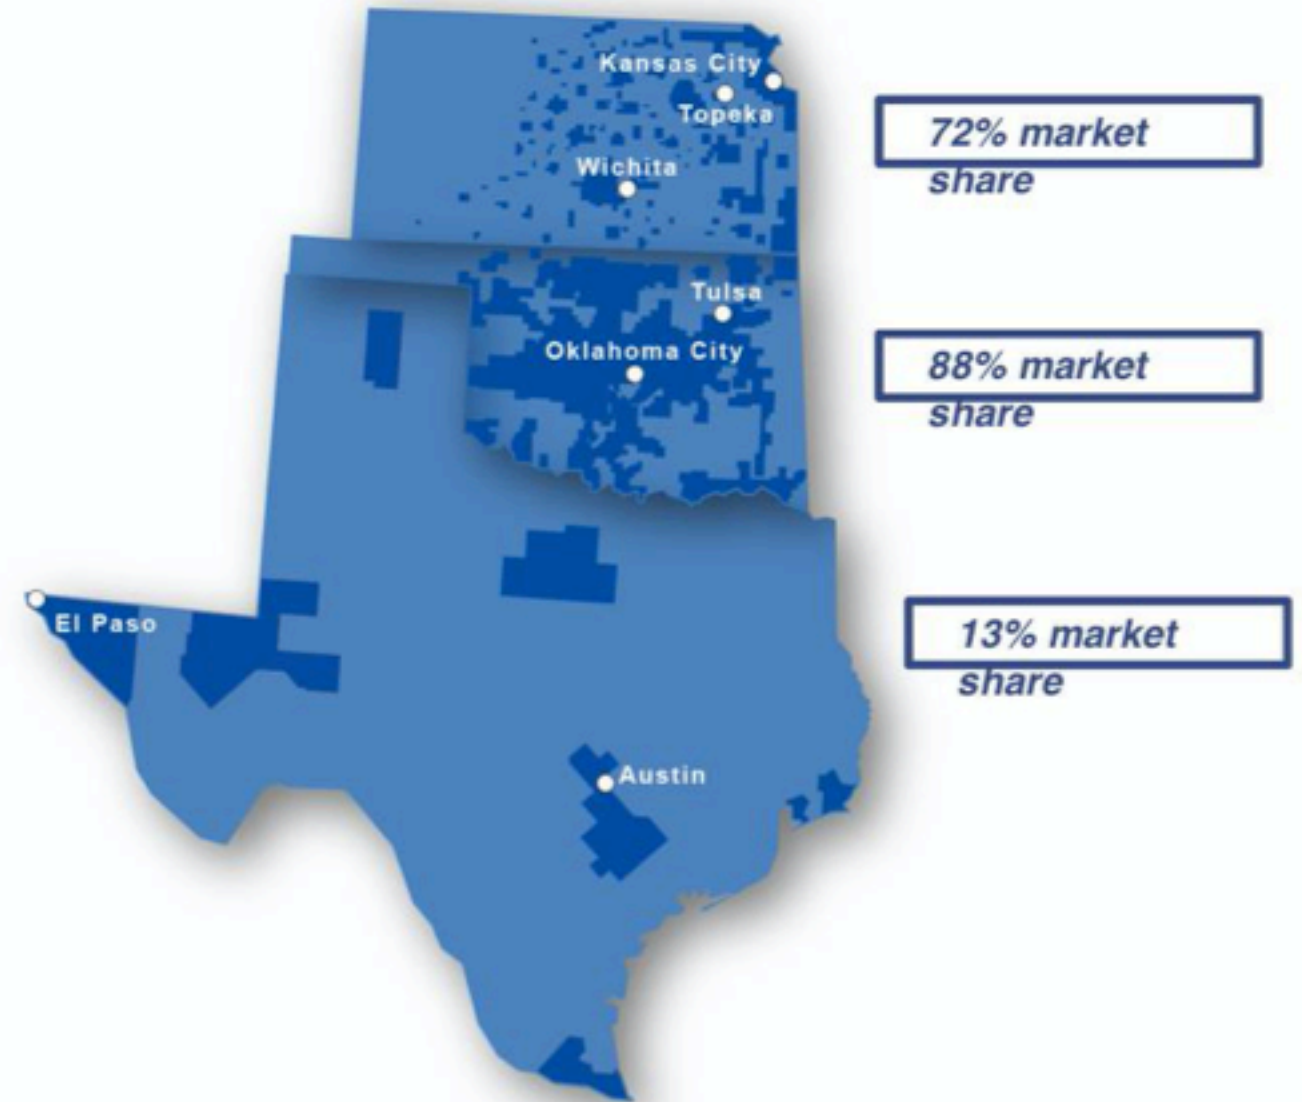 Kansas City
Topeka
Wichita
72% market
share
Tulsa
Oklahoma City
88% market
share
El Paso
13% market
share
Austin